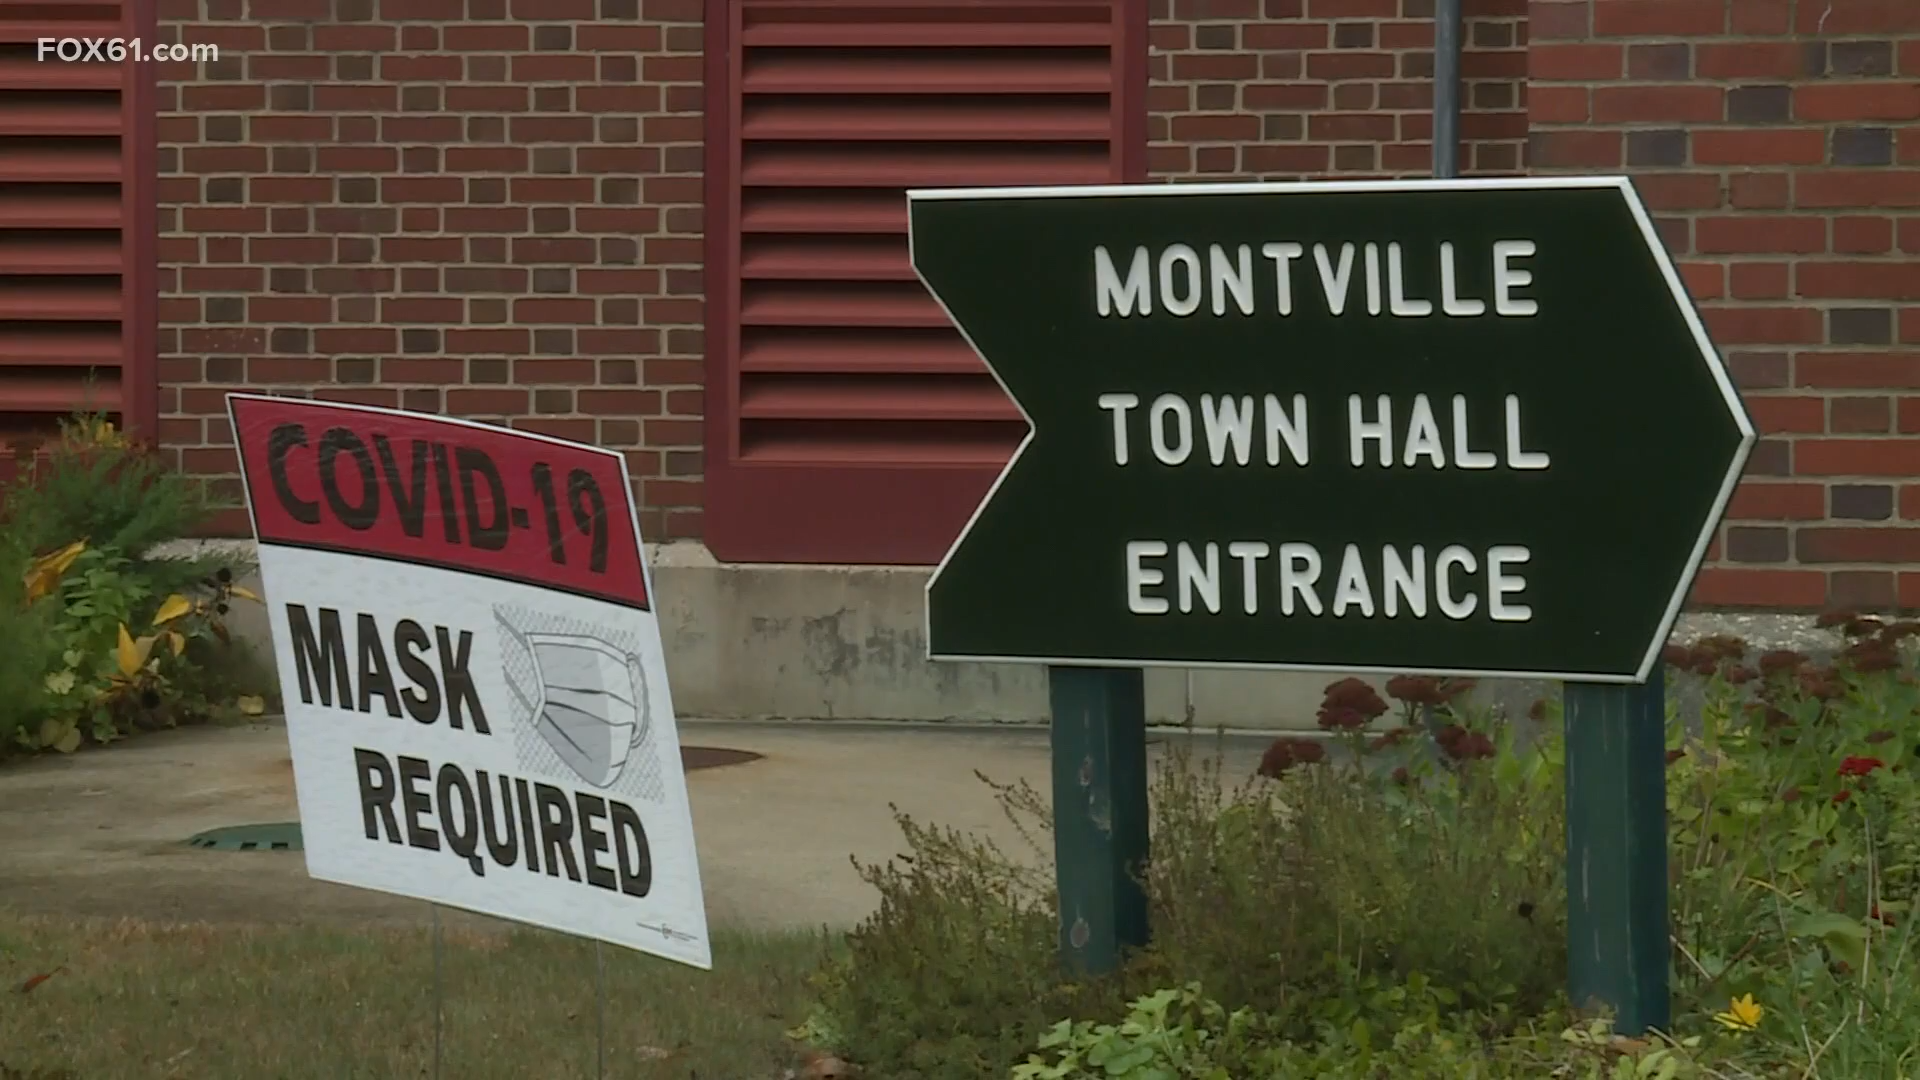 FOX61.com
COVID-19
MASK
REQUIRED
MONTVILLE
TOWN HALL
ENTRANCE